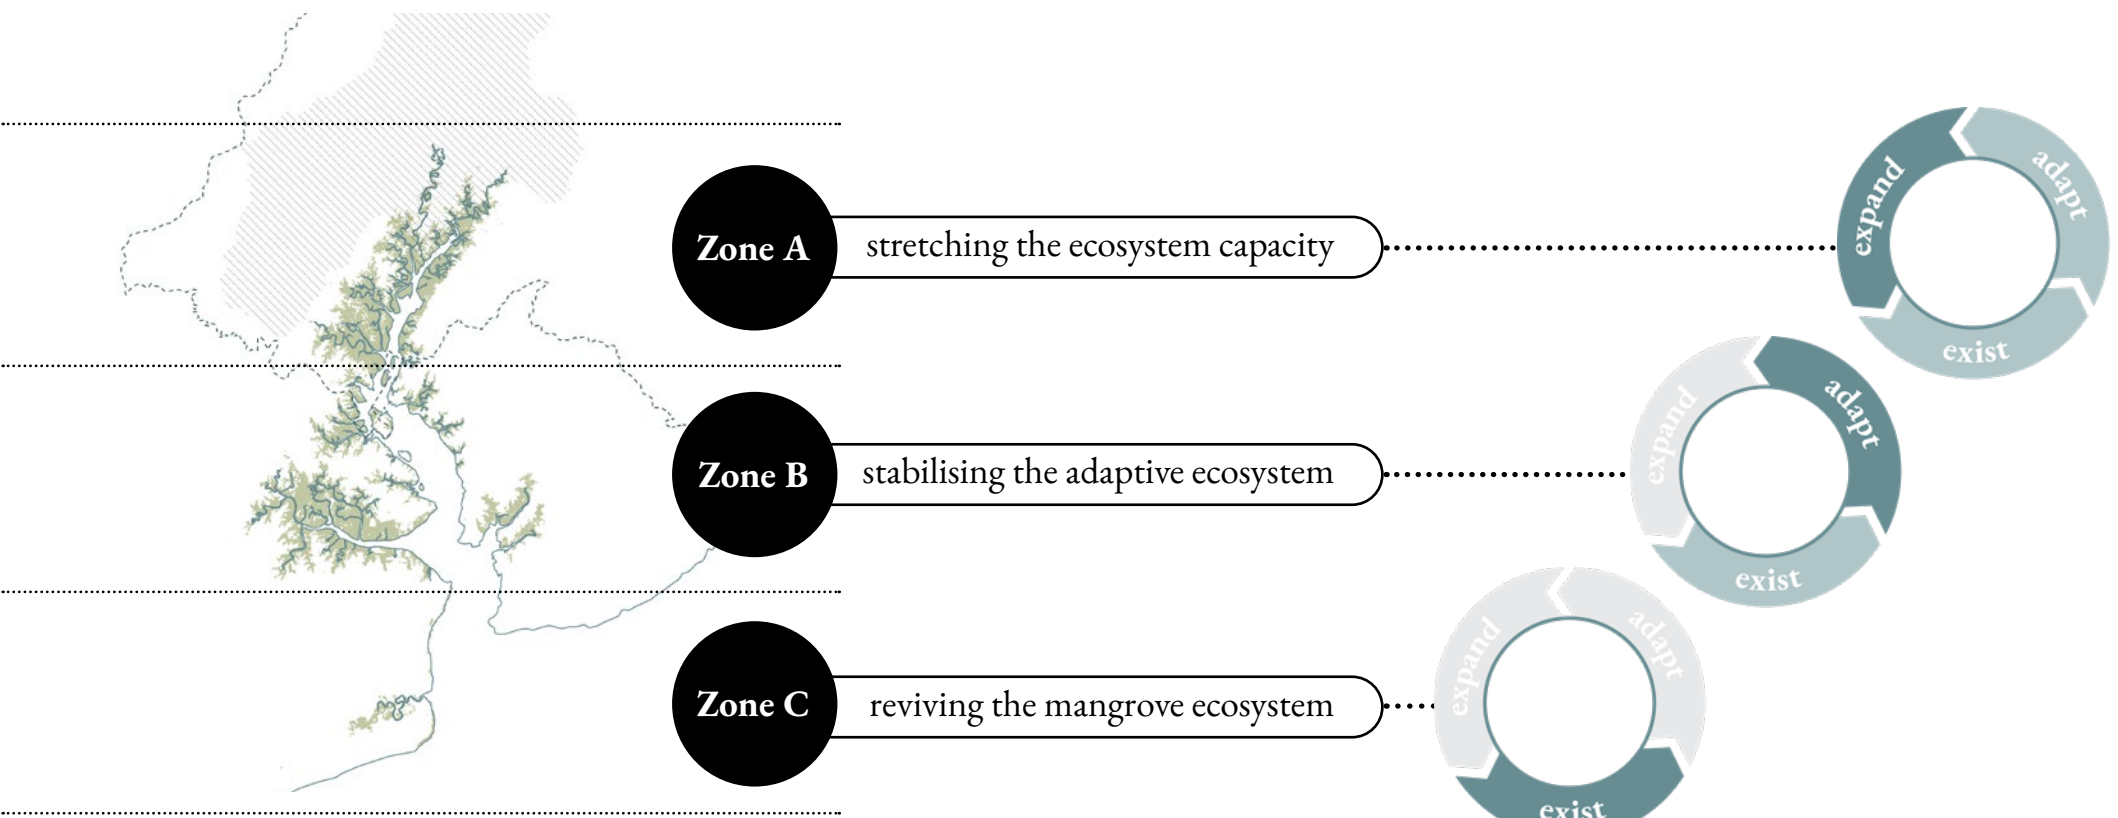 Zone A
stretching the ecosystem capacity
expand
adapt
exist
Zone B
stabilising the adaptive ecosystem
expand
adapt
exist
Zone C
reviving the mangrove ecosystem
expand
adapt
exist